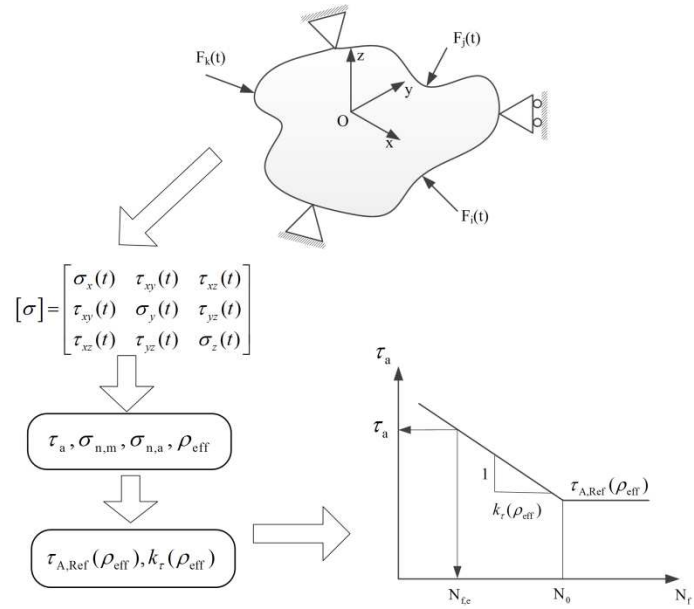 F_k(t)
z
F_j(t)
y
O
x
F_i(t)
[σ] = [σ_x(t) τ_xy(t) τ_xz(t)
τ_xy(t) σ_y(t) τ_yz(t)
τ_xz(t) τ_yz(t) σ_z(t)]
τ_a, σ_n,m, σ_n,a, ρ_eff
τ_A,Ref(ρ_eff), k_τ(ρ_eff)
τ_a
τ_a
1
k_τ(ρ_eff)
τ_A,Ref(ρ_eff)
N_f,e
N_0
N_f